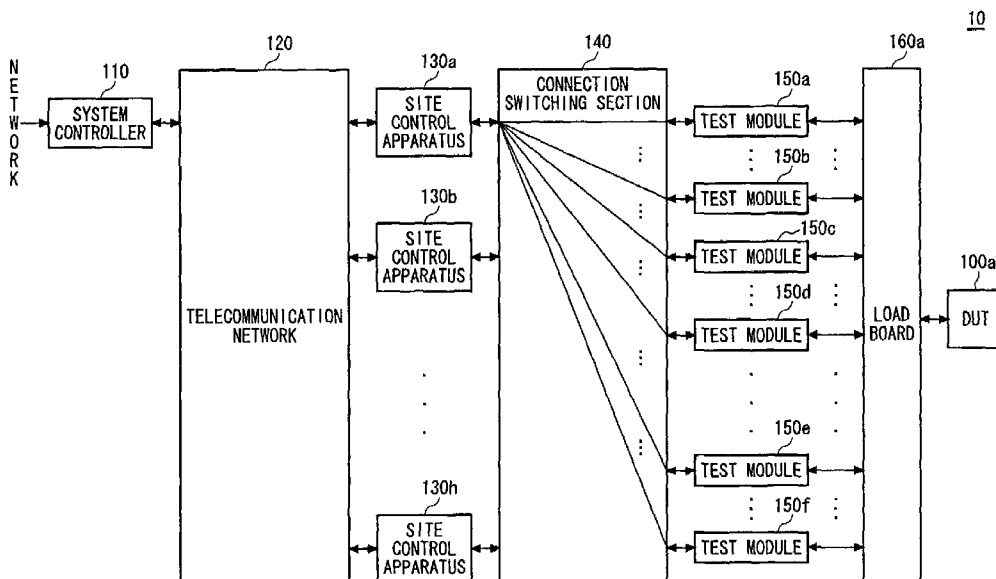 10
NETWORK
110
SYSTEM
CONTROLLER
120
TELECOMMUNICATION
NETWORK
130a
SITE
CONTROL
APPARATUS
130b
SITE
CONTROL
APPARATUS
130h
SITE
CONTROL
APPARATUS
140
CONNECTION
SWITCHING SECTION
150a
TEST MODULE
150b
TEST MODULE
150c
TEST MODULE
150d
TEST MODULE
150e
TEST MODULE
150f
TEST MODULE
160a
LOAD
BOARD
100a
DUT